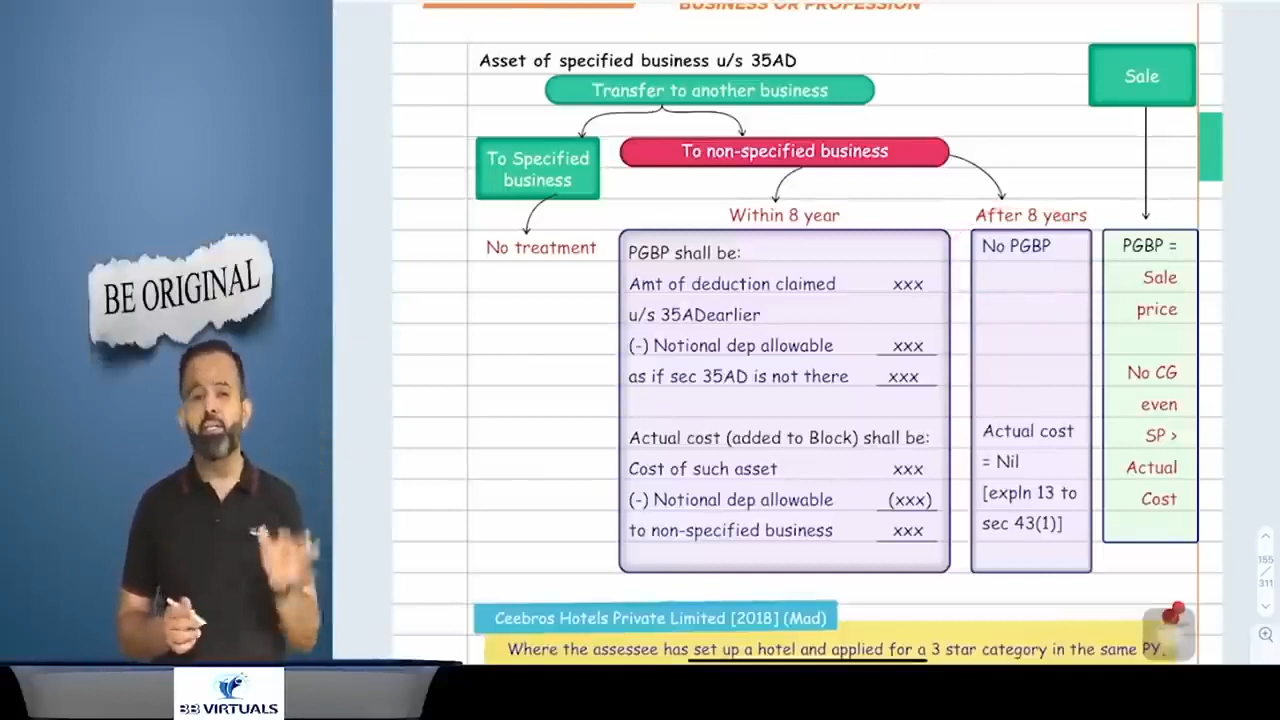 BUSINESS OR PROFESSION
Asset of specified business u/s 35AD
Transfer to another business
Sale
To Specified
business
To non-specified business
No treatment
Within 8 year
After 8 years
PGBP shall be:
Amt of deduction claimed xxx
u/s 35ADearlier
(-) Notional dep allowable xxx
as if sec 35AD is not there xxx
Actual cost (added to Block) shall be:
Cost of such asset xxx
(-) Notional dep allowable (xxx)
to non-specified business xxx
No PGBP
Actual cost
= Nil
[expln 13 to
sec 43(1)]
PGBP =
Sale
price
No CG
even
SP >
Actual
Cost
BE ORIGINAL
Ceebros Hotels Private Limited [2018] (Mad)
Where the assessee has set up a hotel and applied for a 3 star category in the same PY,
155
/
311
BB VIRTUALS